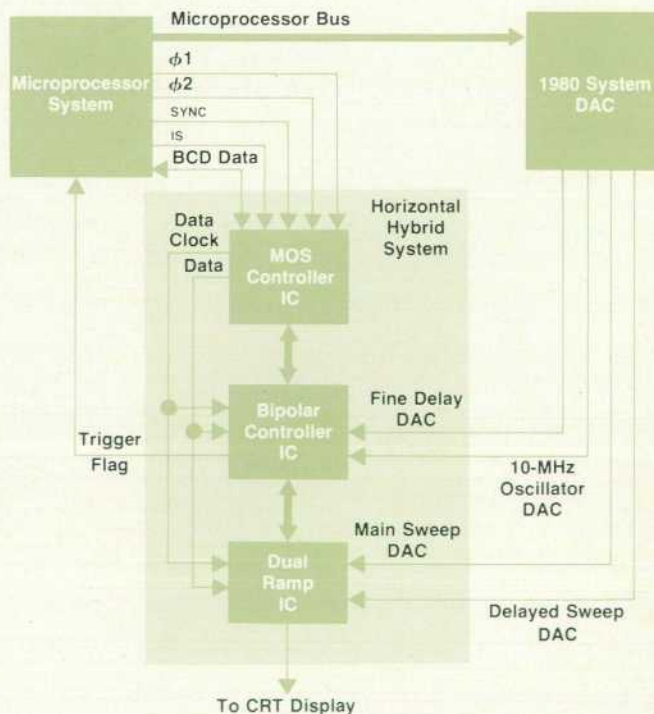 Microprocessor Bus
Microprocessor
System
1980 System
DAC
ϕ1
ϕ2
SYNC
IS
BCD Data
Horizontal
Hybrid
System
Data
Clock
Data
MOS
Controller
IC
Bipolar
Controller
IC
Fine Delay
DAC
Trigger
Flag
10-MHz
Oscillator
DAC
Main Sweep
DAC
Dual
Ramp
IC
Delayed Sweep
DAC
To CRT Display